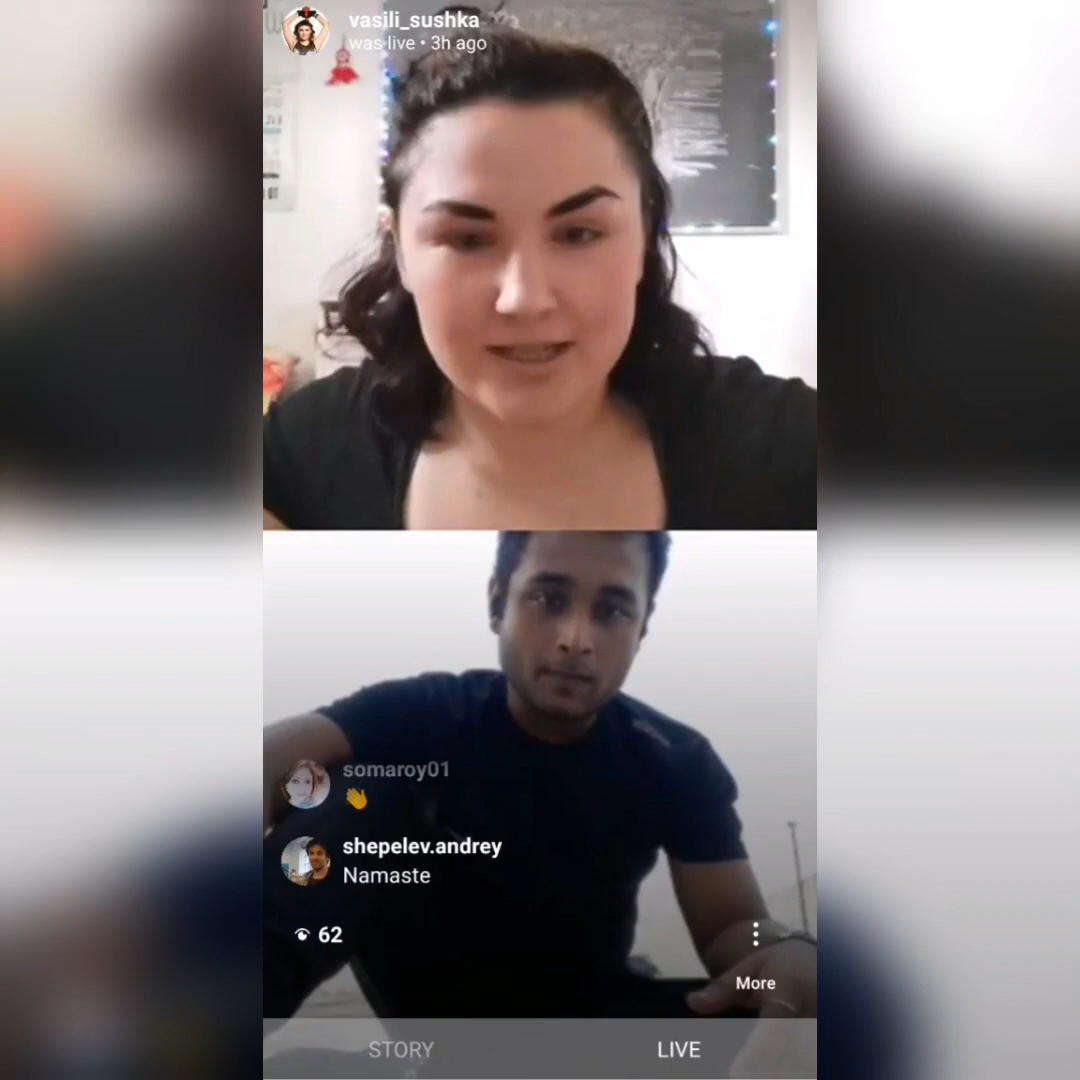 vasili_sushka
was live • 3h ago
somaroy01
👋
shepelev.andrey
Namaste
62
More
STORY
LIVE